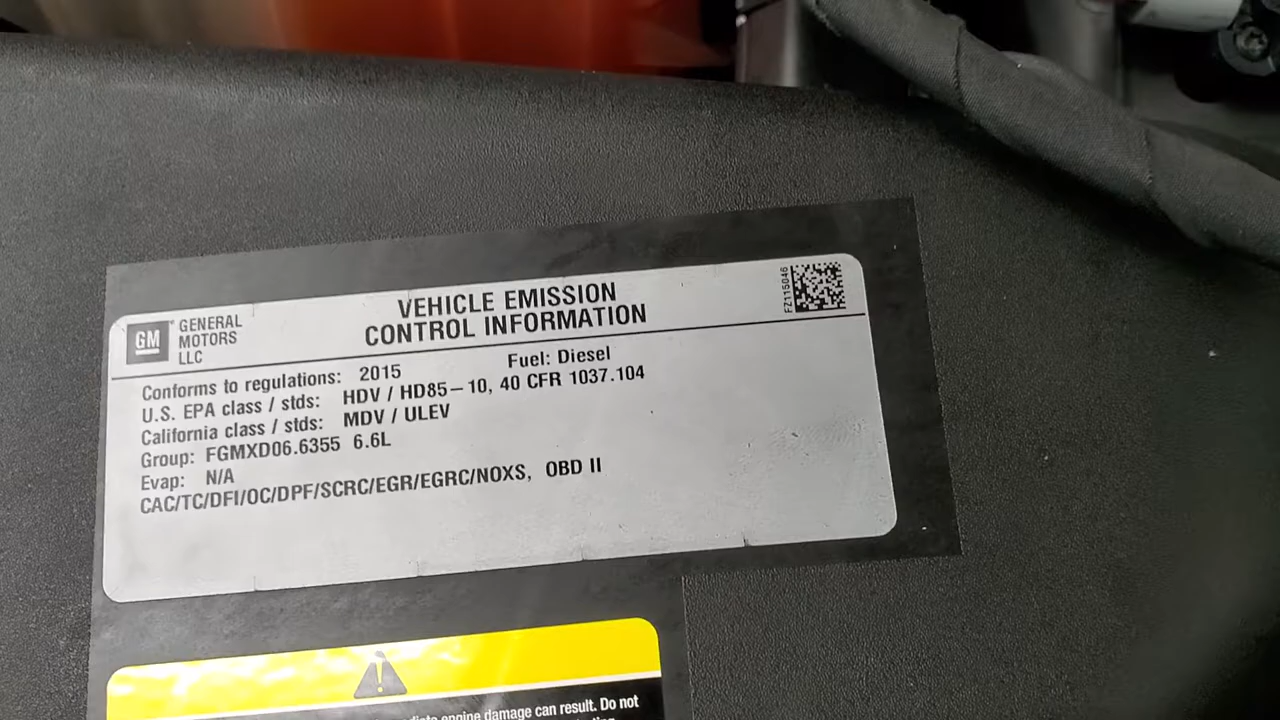 GM
GENERAL
MOTORS
LLC
VEHICLE EMISSION
CONTROL INFORMATION
FZ115046
Conforms to regulations: 2015 Fuel: Diesel
U.S. EPA class / stds: HDV / HD85–10, 40 CFR 1037.104
California class / stds: MDV / ULEV
Group: FGMXD06.6355 6.6L
Evap: N/A
CAC/TC/DFI/OC/DPF/SCRC/EGR/EGRC/NOXS, OBD II
engine damage can result. Do not